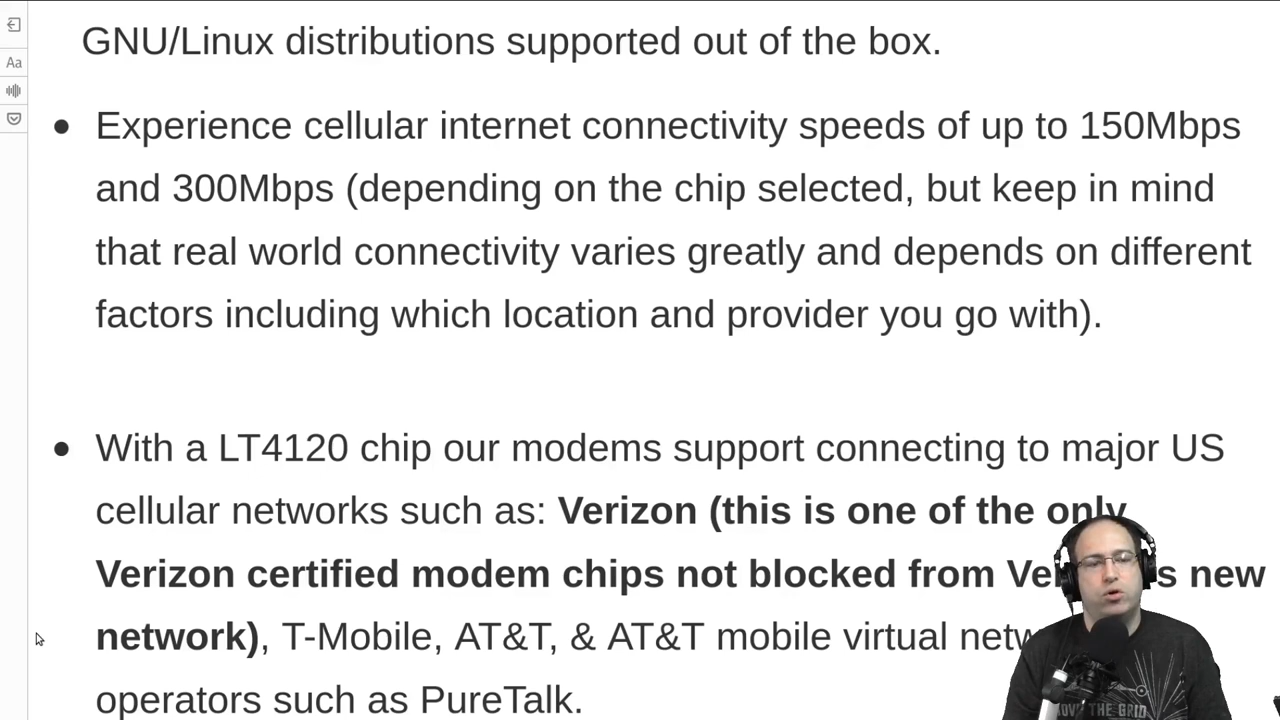 GNU/Linux distributions supported out of the box.
Aa
Experience cellular internet connectivity speeds of up to 150Mbps
and 300Mbps (depending on the chip selected, but keep in mind
that real world connectivity varies greatly and depends on different
factors including which location and provider you go with).
With a LT4120 chip our modems support connecting to major US
cellular networks such as: Verizon (this is one of the only
Verizon certified modem chips not blocked from new
network), T-Mobile, AT&T, & AT&T mobile virtual
operators such as PureTalk.
THE GRID